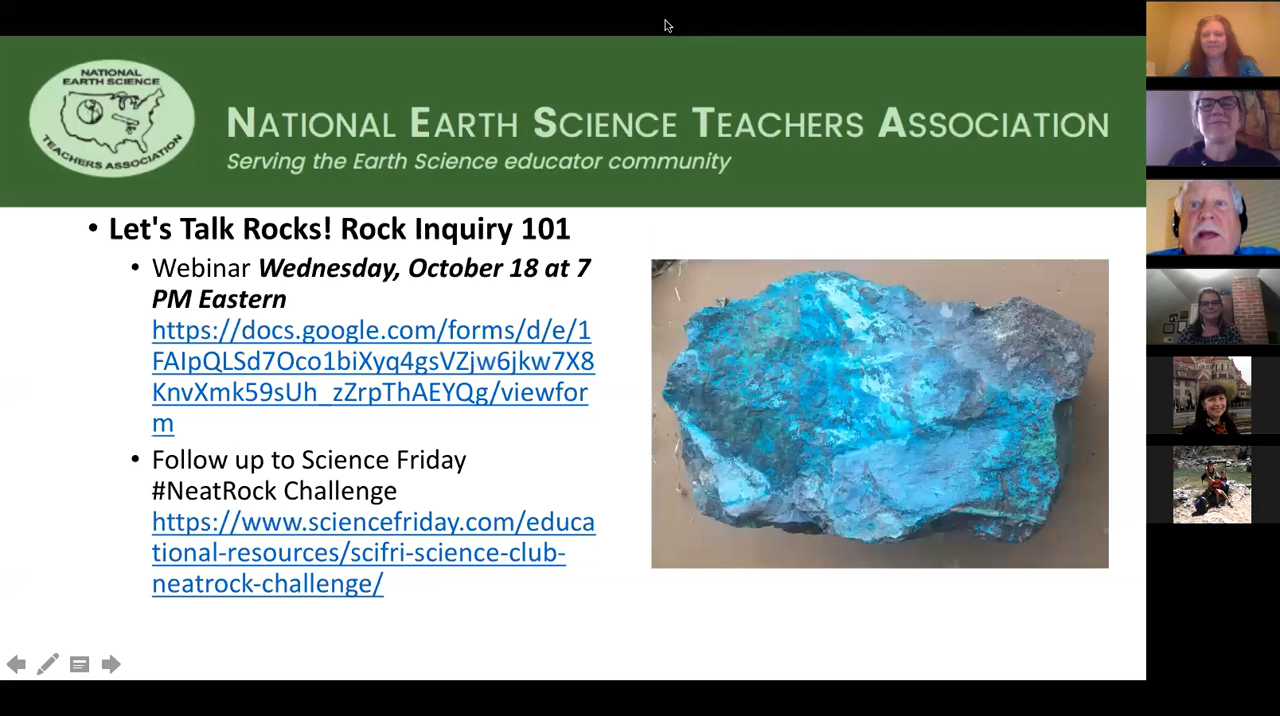 NATIONAL
EARTH SCIENCE
TEACHERS ASSOCIATION
NATIONAL EARTH SCIENCE TEACHERS ASSOCIATION
Serving the Earth Science educator community
• Let's Talk Rocks! Rock Inquiry 101
• Webinar Wednesday, October 18 at 7
PM Eastern
https://docs.google.com/forms/d/e/1
FAIpQLSd7Oco1biXyq4gsVZjw6jkw7X8
KnvXmk59sUh_zZrpThAEYQg/viewfor
m
• Follow up to Science Friday
#NeatRock Challenge
https://www.sciencefriday.com/educa
tional-resources/scifri-science-club-
neatrock-challenge/